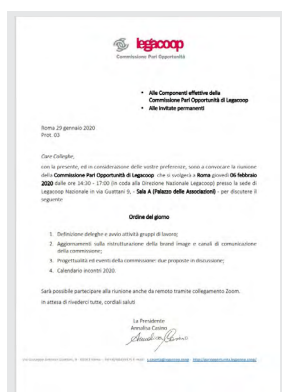 legacoop
Commissione Pari Opportunità
• Alle Componenti effettive della
Commissione Pari Opportunità di Legacoop
• Alle Invitate permanenti
Roma 29 gennaio 2020
Prot. 03
Care Colleghe,
con la presente, ed in considerazione delle vostre preferenze, sono a convocare la riunione
della Commissione Pari Opportunità di Legacoop che si svolgerà a Roma giovedì 06 febbraio
2020 dalle ore 14:30 - 17:00 (in coda alla Direzione Nazionale Legacoop) presso la sede di
Legacoop Nazionale in via Guattani 9, - Sala A (Palazzo delle Associazioni) - per discutere il
seguente
Ordine del giorno
1. Definizione deleghe e avvio attività gruppi di lavoro;
2. Aggiornamenti sulla ristrutturazione della brand image e canali di comunicazione
della commissione;
3. Progettualità ed eventi della commissione: due proposte in discussione;
4. Calendario incontri 2020.
Sarà possibile partecipare alla riunione anche da remoto tramite collegamento Zoom.
In attesa di rivederci tutte, cordiali saluti
La Presidente
Annalisa Casino